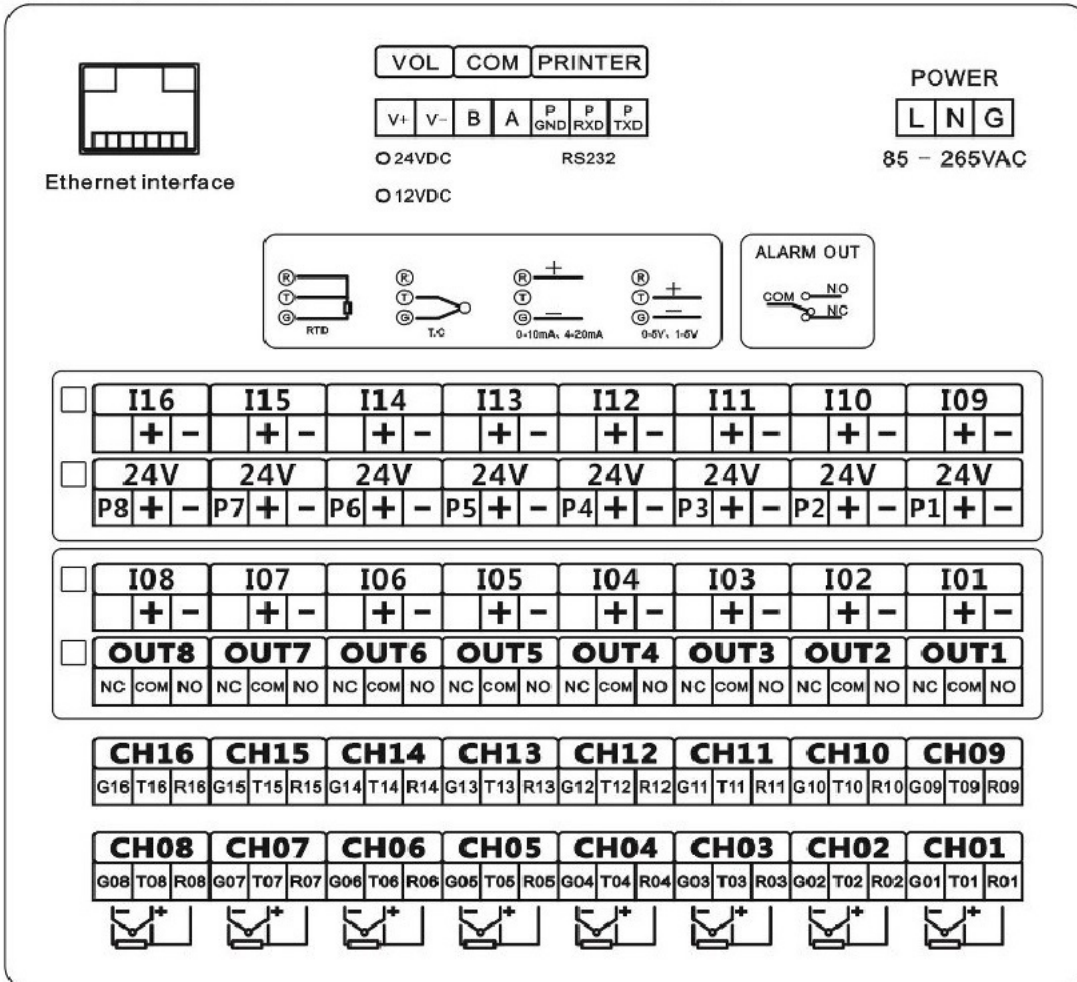 VOL COM PRINTER
V+ V- B A P GND P RXD P TXD
24VDC RS232
12VDC
Ethernet interface
POWER
L N G
85 - 265VAC
R R R + R
T T T T +
G G G - G -
RTD T.C 0-10mA、4-20mA 0-5V、1-5V
ALARM OUT
COM NO
NC
I16 I15 I14 I13 I12 I11 I10 I09
+ - + - + - + - + - + - + - + -
24V 24V 24V 24V 24V 24V 24V 24V
P8 + - P7 + - P6 + - P5 + - P4 + - P3 + - P2 + - P1 + -
I08 I07 I06 I05 I04 I03 I02 I01
+ - + - + - + - + - + - + - + -
OUT8 OUT7 OUT6 OUT5 OUT4 OUT3 OUT2 OUT1
NC COM NO NC COM NO NC COM NO NC COM NO NC COM NO NC COM NO NC COM NO NC COM NO
CH16 CH15 CH14 CH13 CH12 CH11 CH10 CH09
G16 T16 R16 G15 T15 R15 G14 T14 R14 G13 T13 R13 G12 T12 R12 G11 T11 R11 G10 T10 R10 G09 T09 R09
CH08 CH07 CH06 CH05 CH04 CH03 CH02 CH01
G08 T08 R08 G07 T07 R07 G06 T06 R06 G05 T05 R05 G04 T04 R04 G03 T03 R03 G02 T02 R02 G01 T01 R01
- + - + - + - + - + - + - + - +